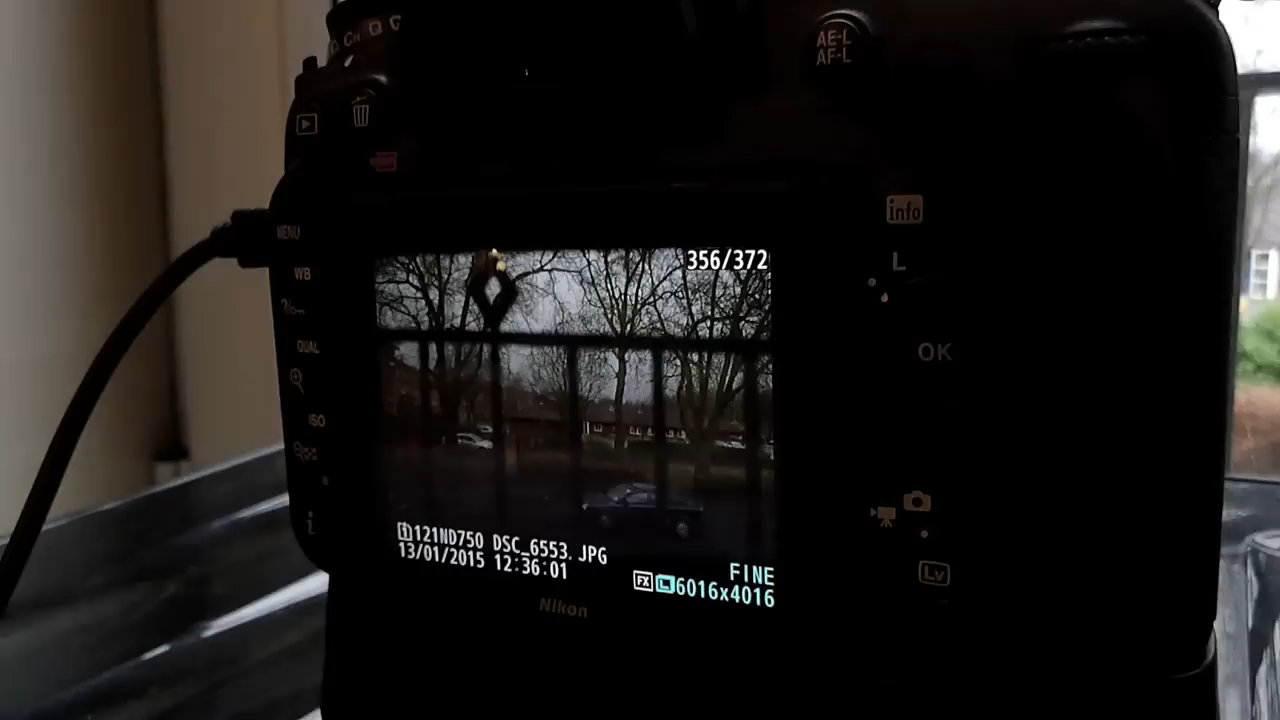 CH Q
AE-L
AF-L
info
MENU
356/372
L
WB
OK
QUAL
ISO
i
121ND750 DSC_6553.JPG
13/01/2015 12:36:01
FINE
FX L 6016x4016
Lv
Nikon